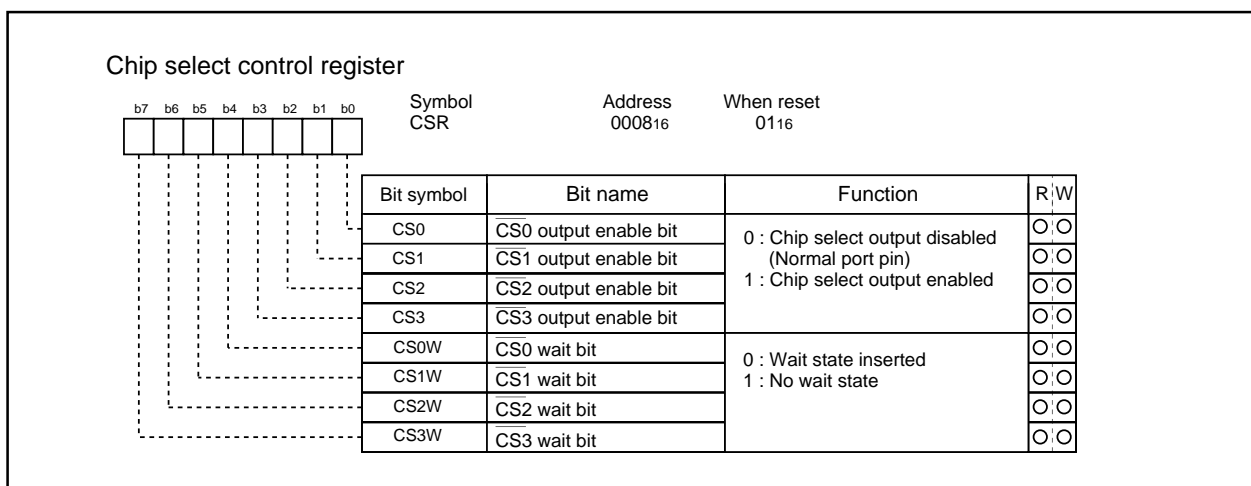 Chip select control register
b7 b6 b5 b4 b3 b2 b1 b0
Symbol Address When reset
CSR 000816 0116
Bit symbol Bit name Function R W
CS0 CS0 output enable bit
CS1 CS1 output enable bit
CS2 CS2 output enable bit
CS3 CS3 output enable bit
0 : Chip select output disabled
(Normal port pin)
1 : Chip select output enabled
CS0W CS0 wait bit
CS1W CS1 wait bit
CS2W CS2 wait bit
CS3W CS3 wait bit
0 : Wait state inserted
1 : No wait state